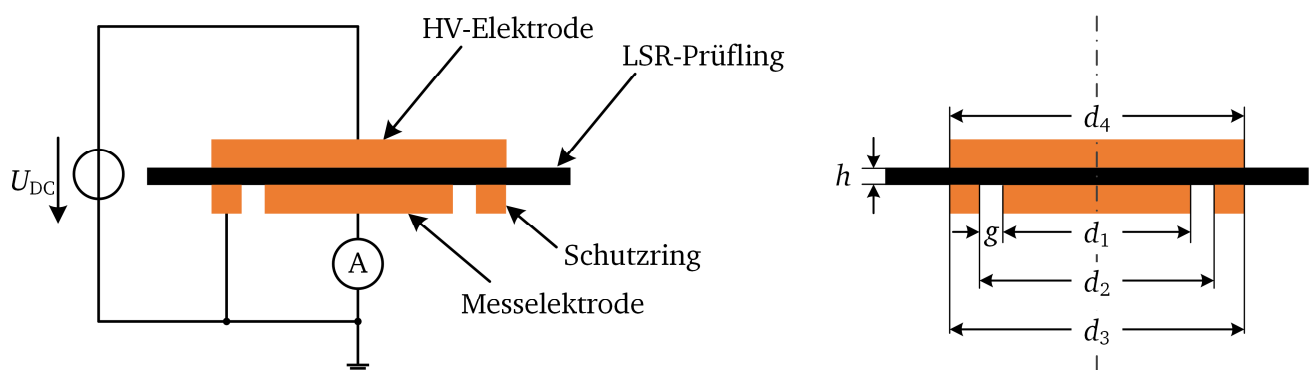 HV-Elektrode
LSR-Prüfling
U_DC
A
Schutzring
Messelektrode
d_4
h
g
d_1
d_2
d_3